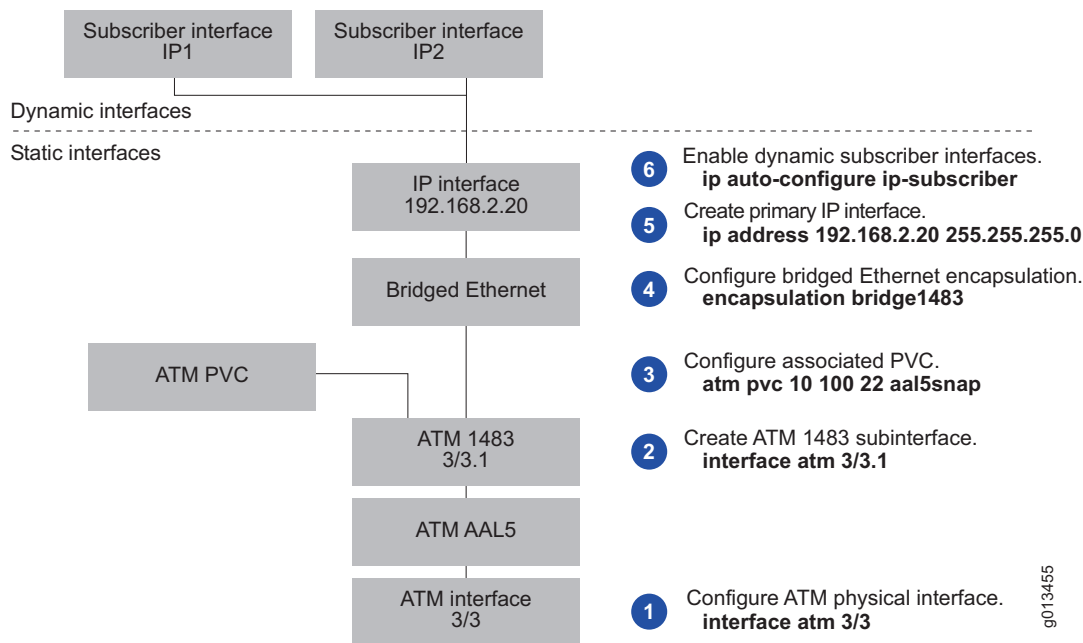 Subscriber interface
IP1
Subscriber interface
IP2
Dynamic interfaces
Static interfaces
IP interface
192.168.2.20
6
Enable dynamic subscriber interfaces.
ip auto-configure ip-subscriber
5
Create primary IP interface.
ip address 192.168.2.20 255.255.255.0
Bridged Ethernet
4
Configure bridged Ethernet encapsulation.
encapsulation bridge1483
ATM PVC
3
Configure associated PVC.
atm pvc 10 100 22 aal5snap
ATM 1483
3/3.1
2
Create ATM 1483 subinterface.
interface atm 3/3.1
ATM AAL5
ATM interface
3/3
1
Configure ATM physical interface.
interface atm 3/3
g013455